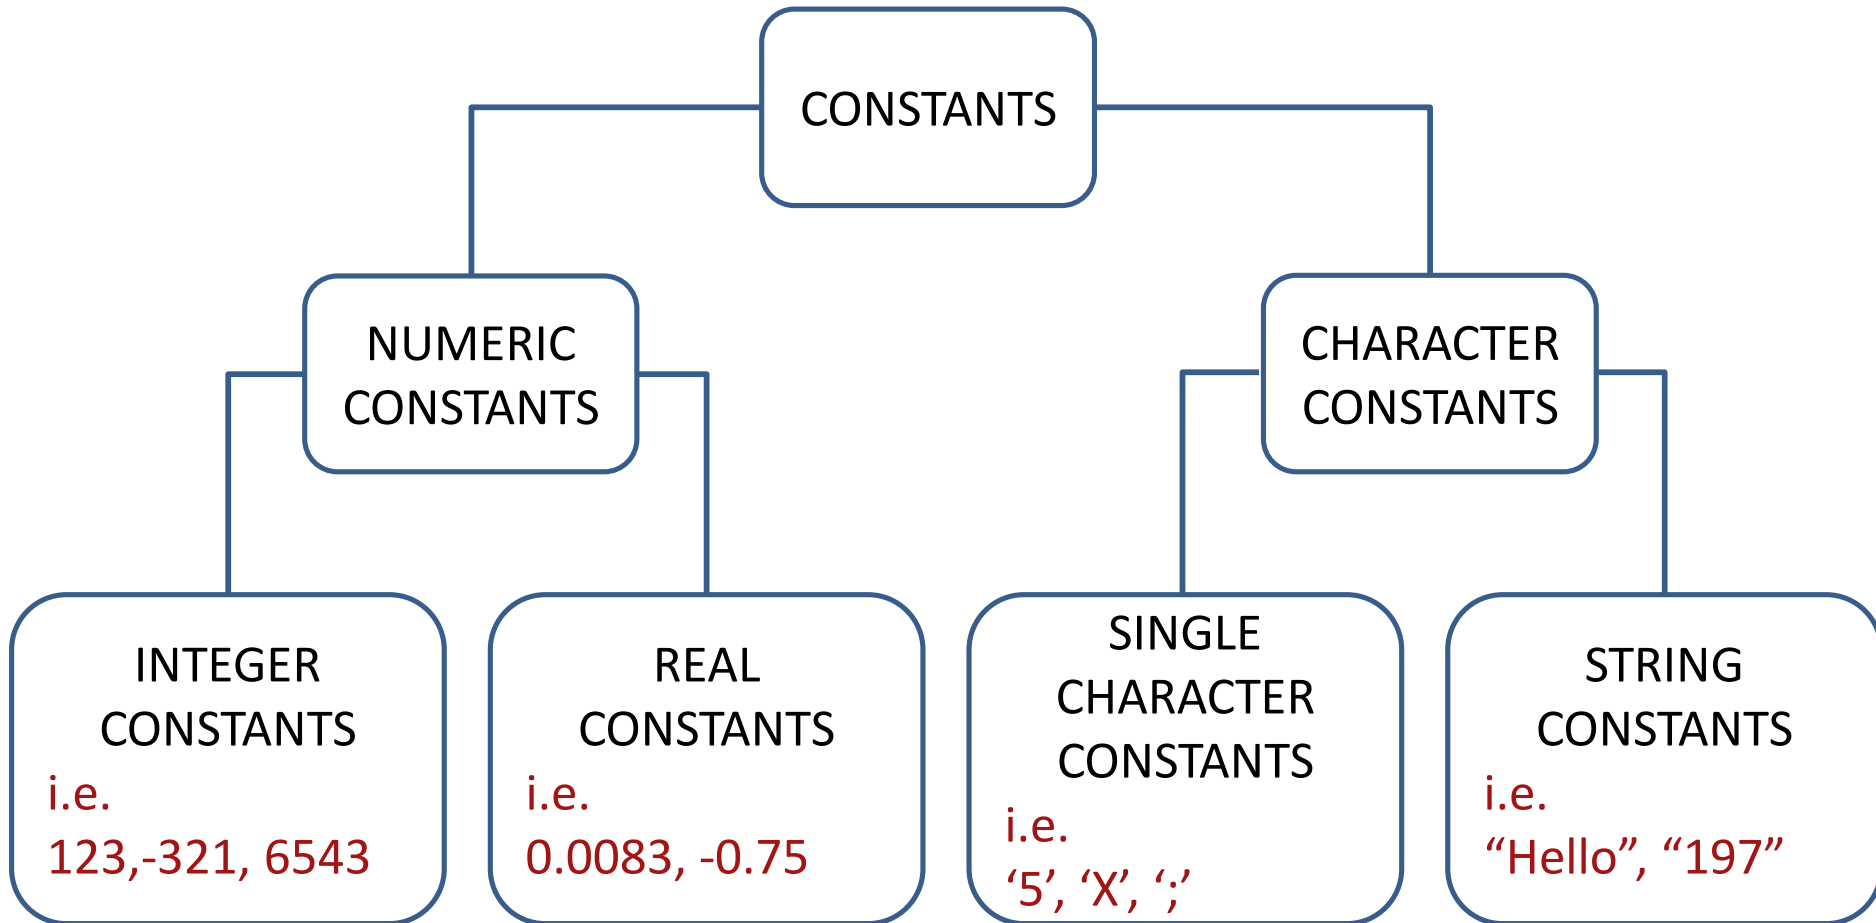 CONSTANTS
NUMERIC
CONSTANTS
CHARACTER
CONSTANTS
INTEGER
CONSTANTS
i.e.
123,-321, 6543
REAL
CONSTANTS
i.e.
0.0083, -0.75
SINGLE
CHARACTER
CONSTANTS
i.e.
‘5’, ‘X’, ‘;’
STRING
CONSTANTS
i.e.
“Hello”, “197”